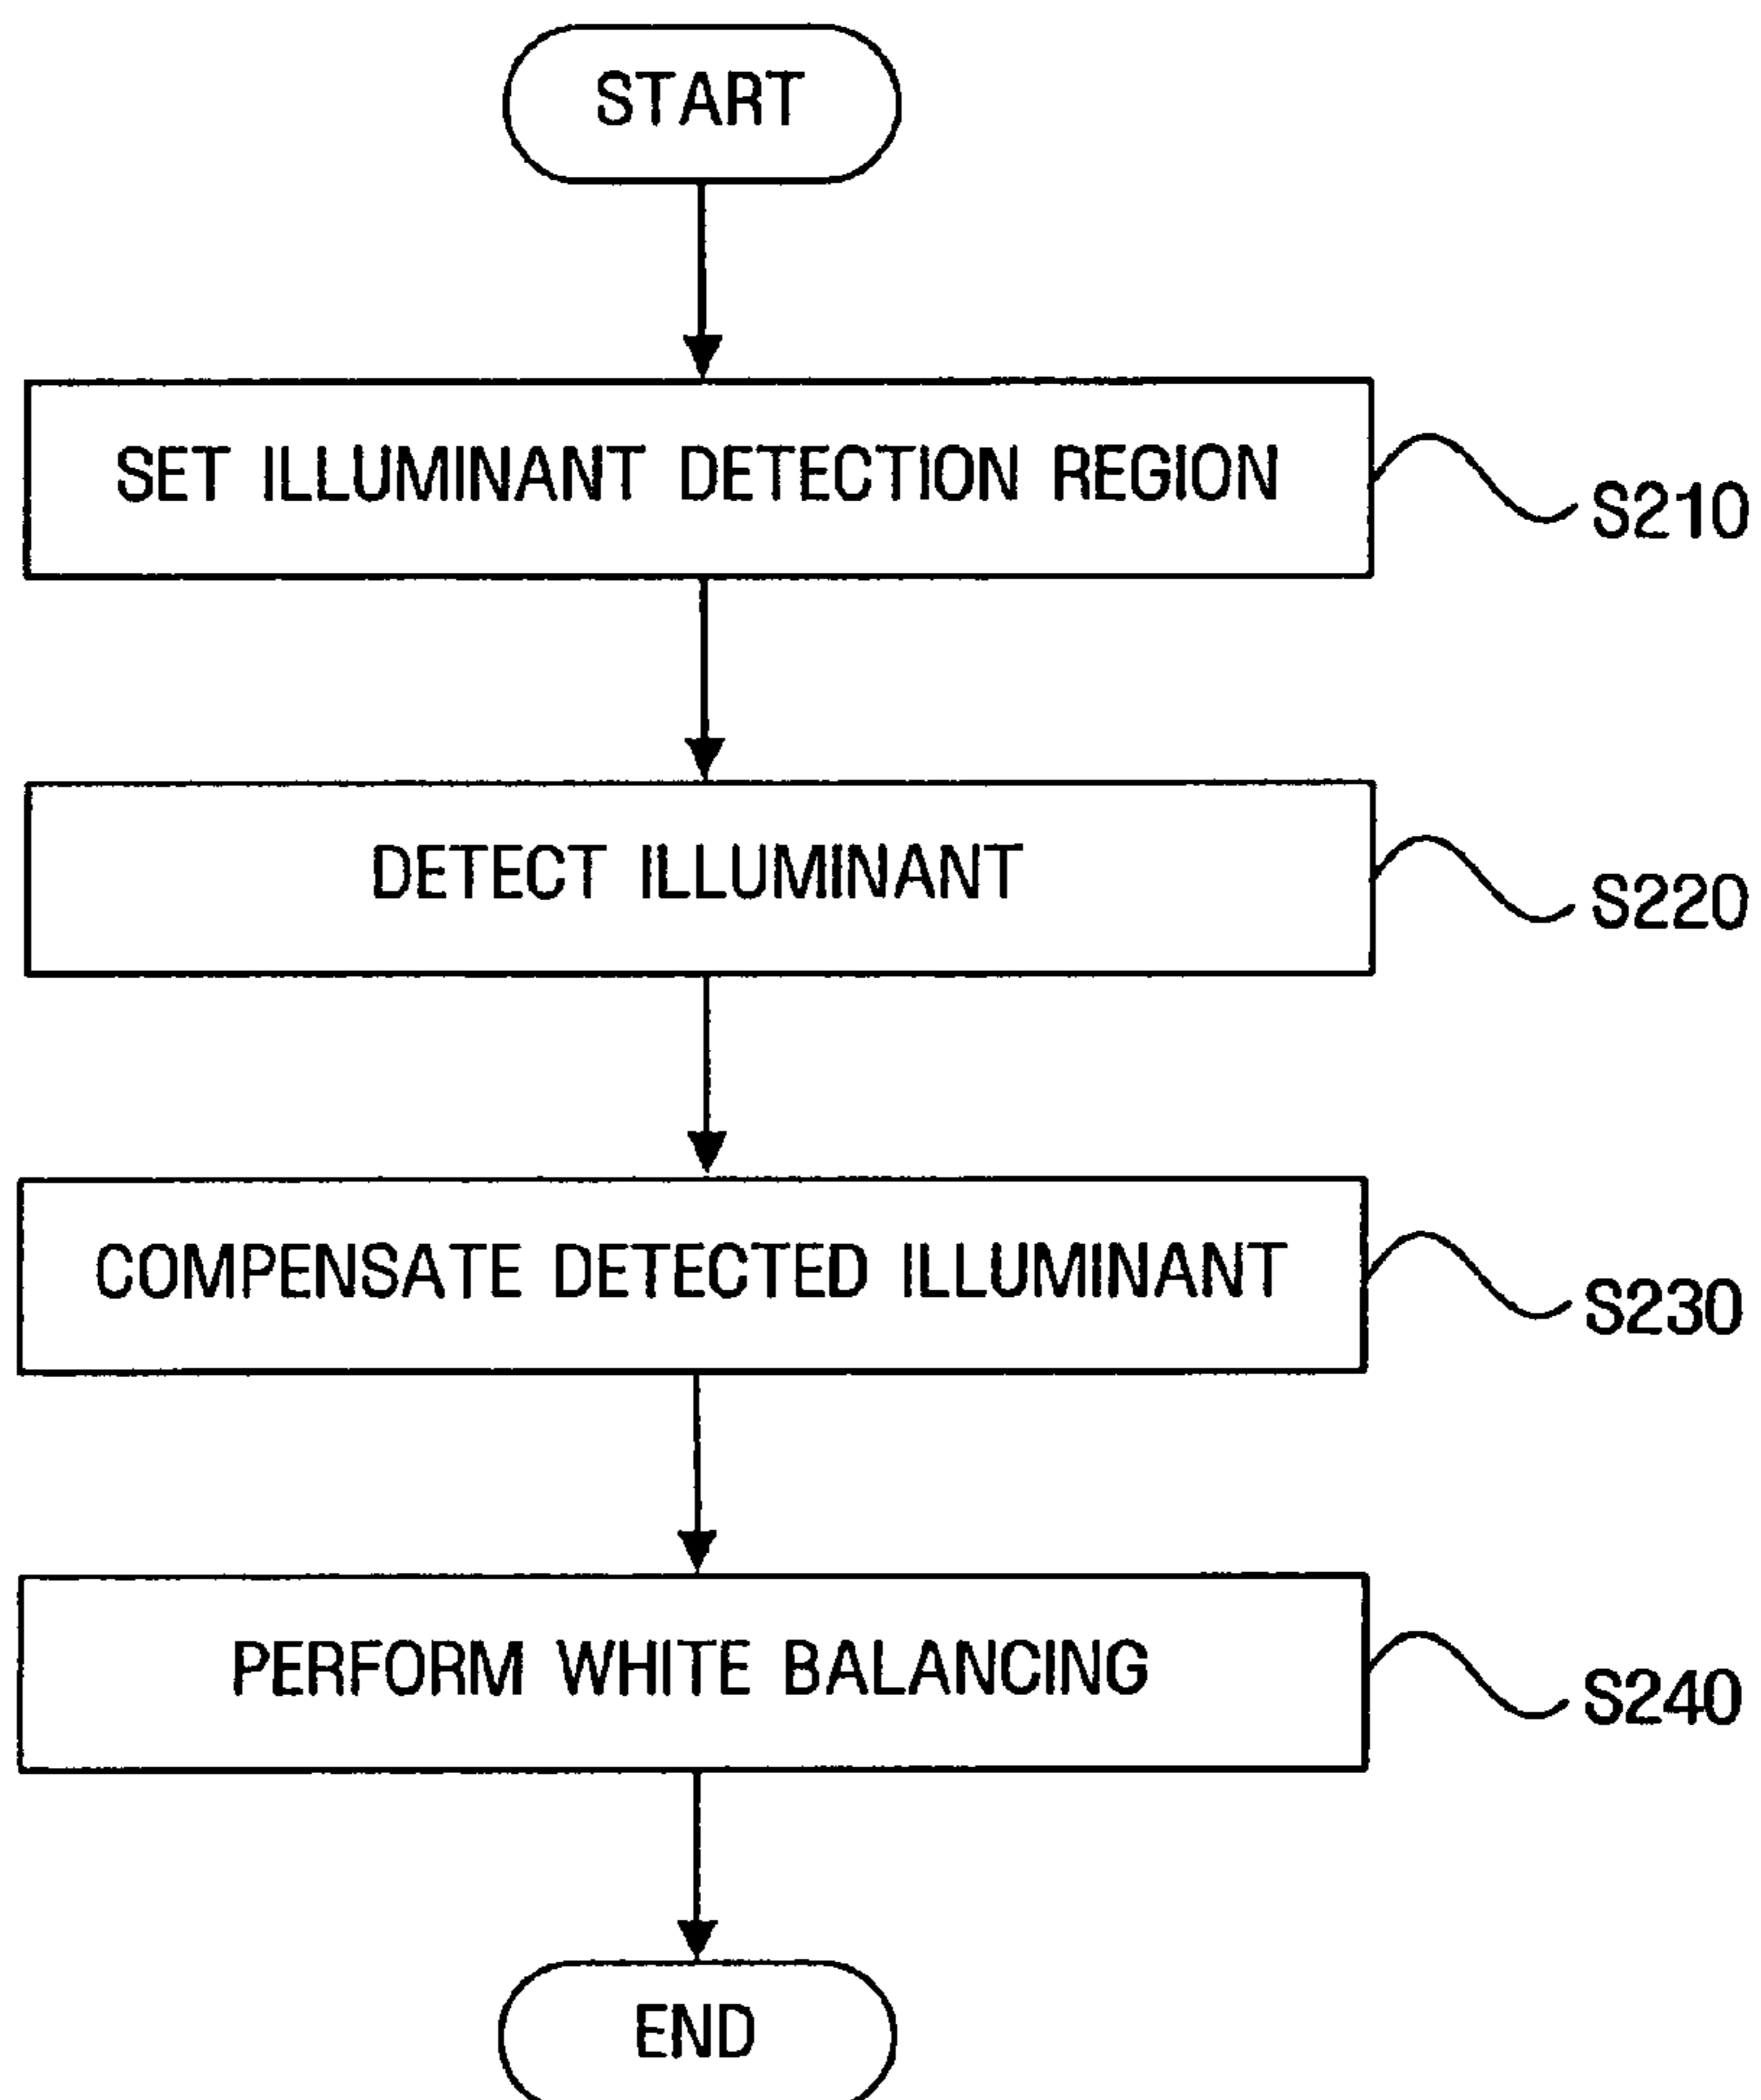 START
SET ILLUMINANT DETECTION REGION
S210
DETECT ILLUMINANT
S220
COMPENSATE DETECTED ILLUMINANT
S230
PERFORM WHITE BALANCING
S240
END